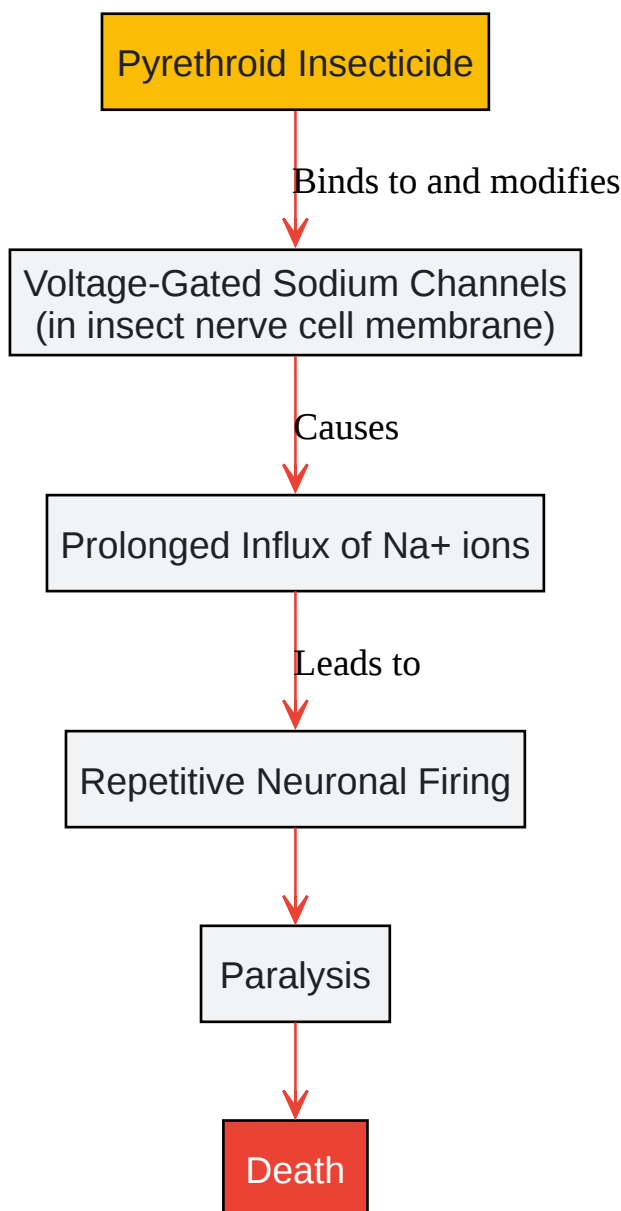 Pyrethroid Insecticide
Binds to and modifies
Voltage-Gated Sodium Channels
(in insect nerve cell membrane)
Causes
Prolonged Influx of Na+ ions
Leads to
Repetitive Neuronal Firing
Paralysis
Death